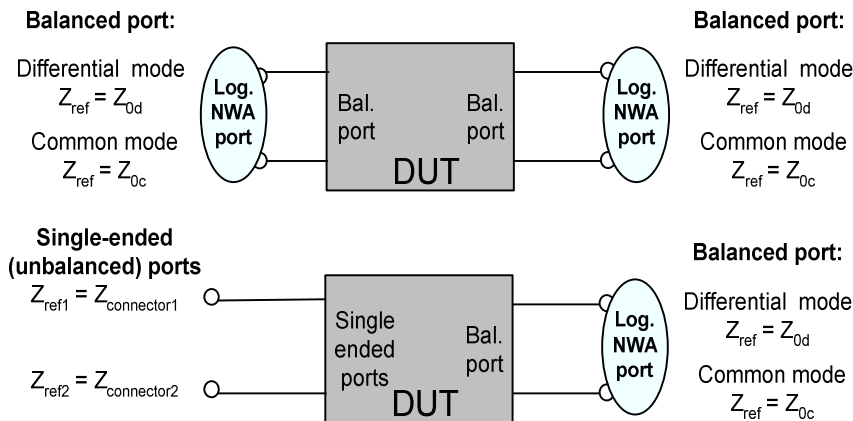 Balanced port:
Differential mode
Zref = Z0d
Common mode
Zref = Z0c
Log.
NWA
port
Bal.
port
Bal.
port
DUT
Log.
NWA
port
Balanced port:
Differential mode
Zref = Z0d
Common mode
Zref = Z0c
Single-ended
(unbalanced) ports
Zref1 = Zconnector1
Zref2 = Zconnector2
Single
ended
ports
Bal.
port
DUT
Log.
NWA
port
Balanced port:
Differential mode
Zref = Z0d
Common mode
Zref = Z0c